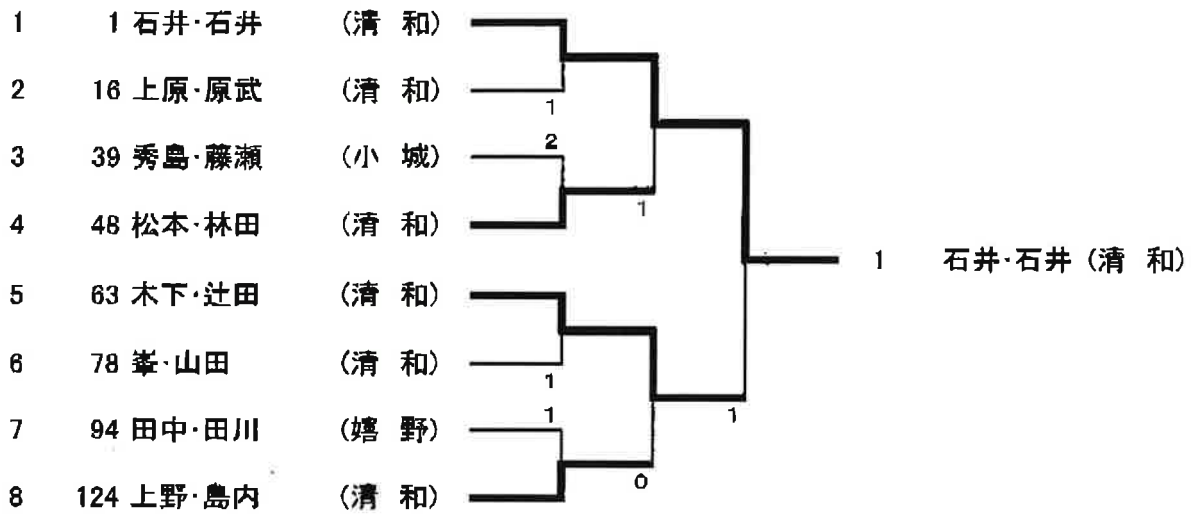 1 1 石井・石井 (清 和)
2 16 上原・原武 (清 和)
1
3 39 秀島・藤瀬 (小 城)
2
4 48 松本・林田 (清 和)
1
1 石井・石井 (清 和)
5 63 木下・辻田 (清 和)
6 78 峯・山田 (清 和)
1
7 94 田中・田川 (嬉 野)
1
1
8 124 上野・島内 (清 和)
0